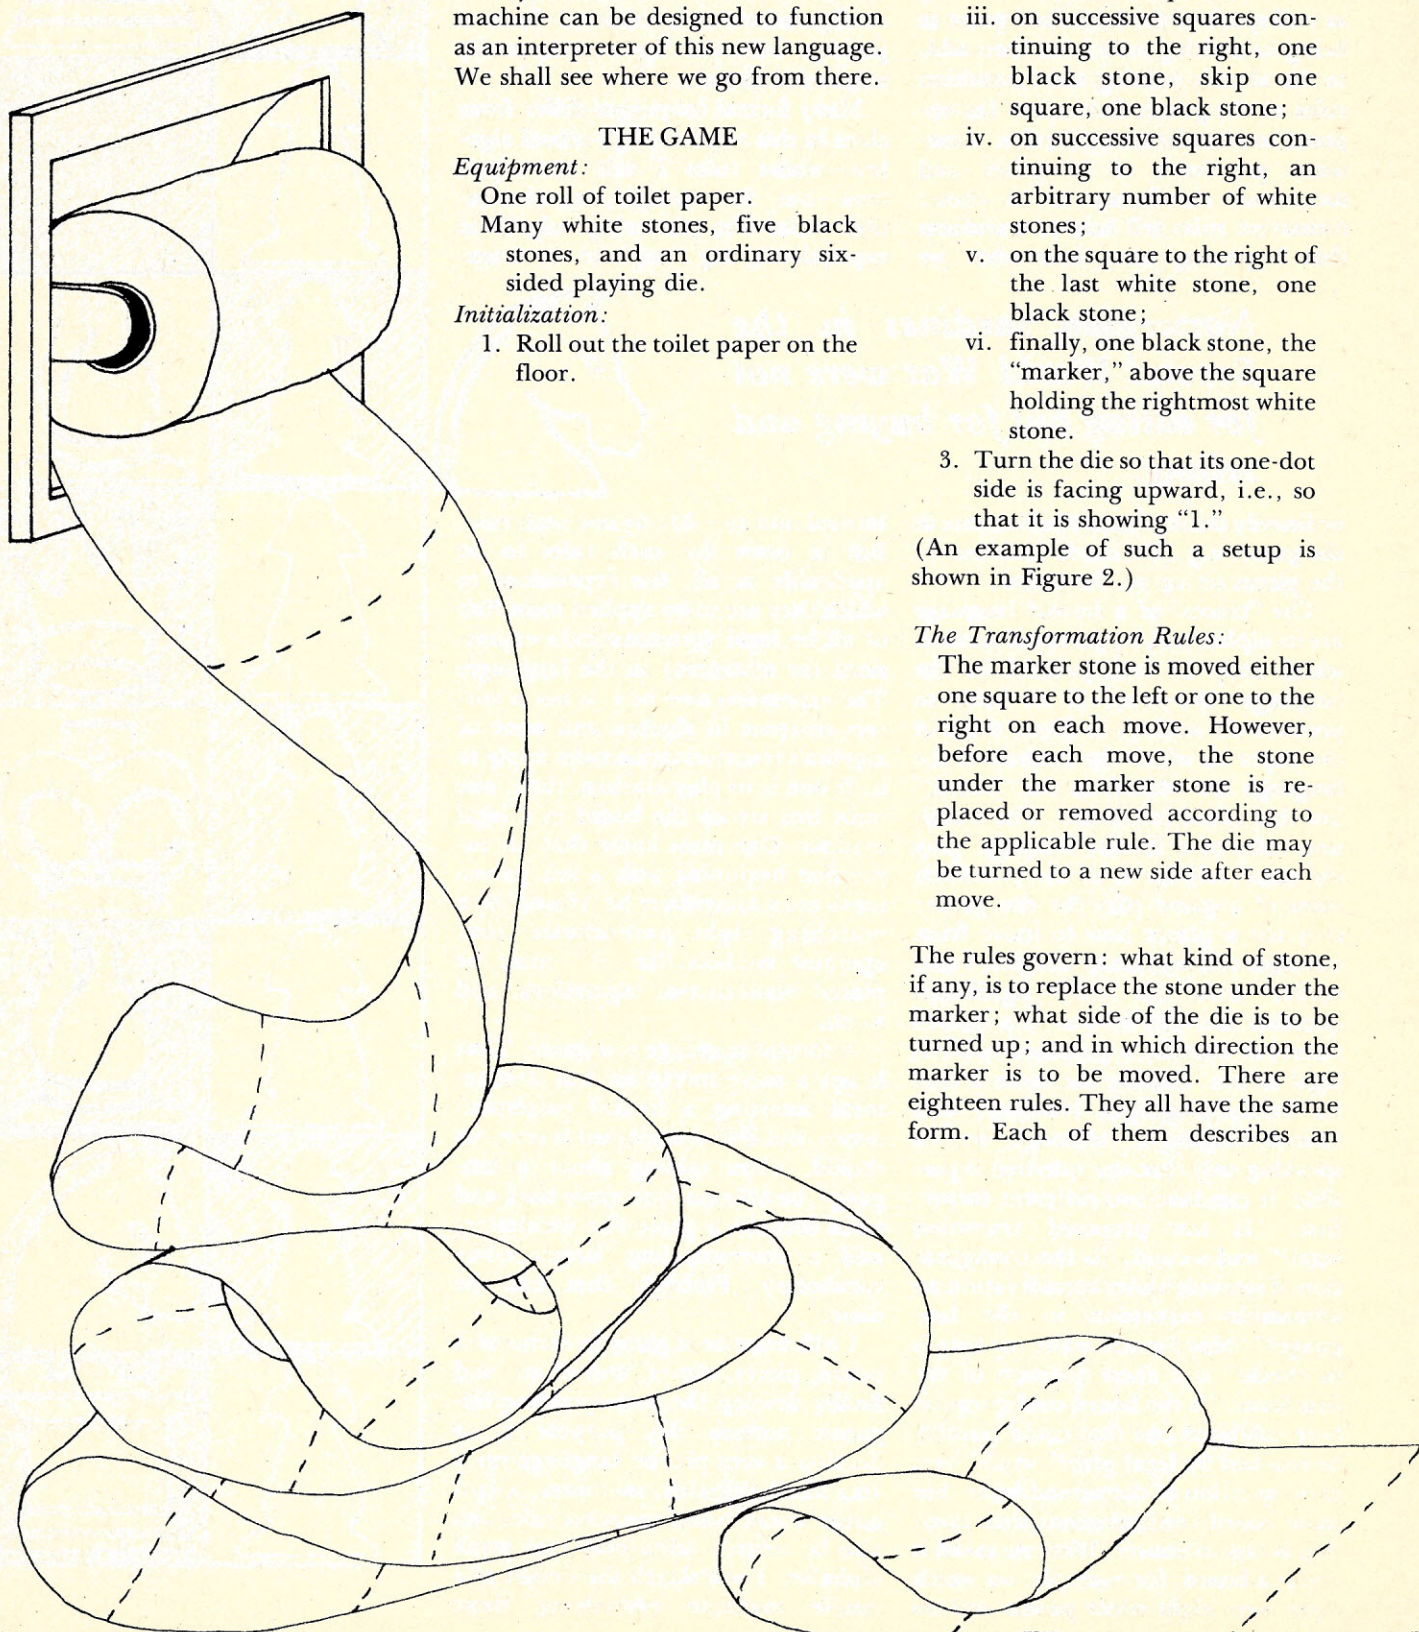 machine can be designed to function
as an interpreter of this new language.
We shall see where we go from there.
THE GAME
Equipment:
One roll of toilet paper.
Many white stones, five black
stones, and an ordinary six-
sided playing die.
Initialization:
1. Roll out the toilet paper on the
floor.
iii. on successive squares con-
tinuing to the right, one
black stone, skip one
square, one black stone;
iv. on successive squares con-
tinuing to the right, an
arbitrary number of white
stones;
v. on the square to the right of
the last white stone, one
black stone;
vi. finally, one black stone, the
“marker,” above the square
holding the rightmost white
stone.
3. Turn the die so that its one-dot
side is facing upward, i.e., so
that it is showing “1.”
(An example of such a setup is
shown in Figure 2.)
The Transformation Rules:
The marker stone is moved either
one square to the left or one to the
right on each move. However,
before each move, the stone
under the marker stone is re-
placed or removed according to
the applicable rule. The die may
be turned to a new side after each
move.
The rules govern: what kind of stone,
if any, is to replace the stone under the
marker; what side of the die is to be
turned up; and in which direction the
marker is to be moved. There are
eighteen rules. They all have the same
form. Each of them describes an